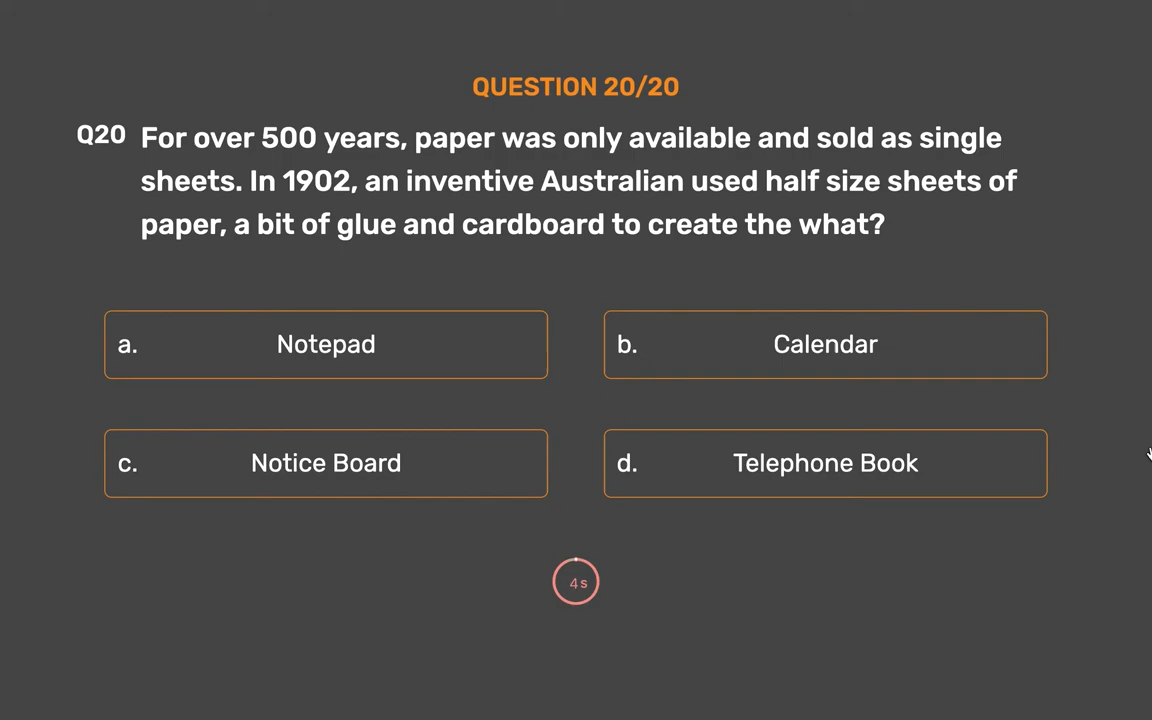 QUESTION 20/20
Q20 For over 500 years, paper was only available and sold as single
sheets. In 1902, an inventive Australian used half size sheets of
paper, a bit of glue and cardboard to create the what?
a. Notepad
b. Calendar
c. Notice Board
d. Telephone Book
4s